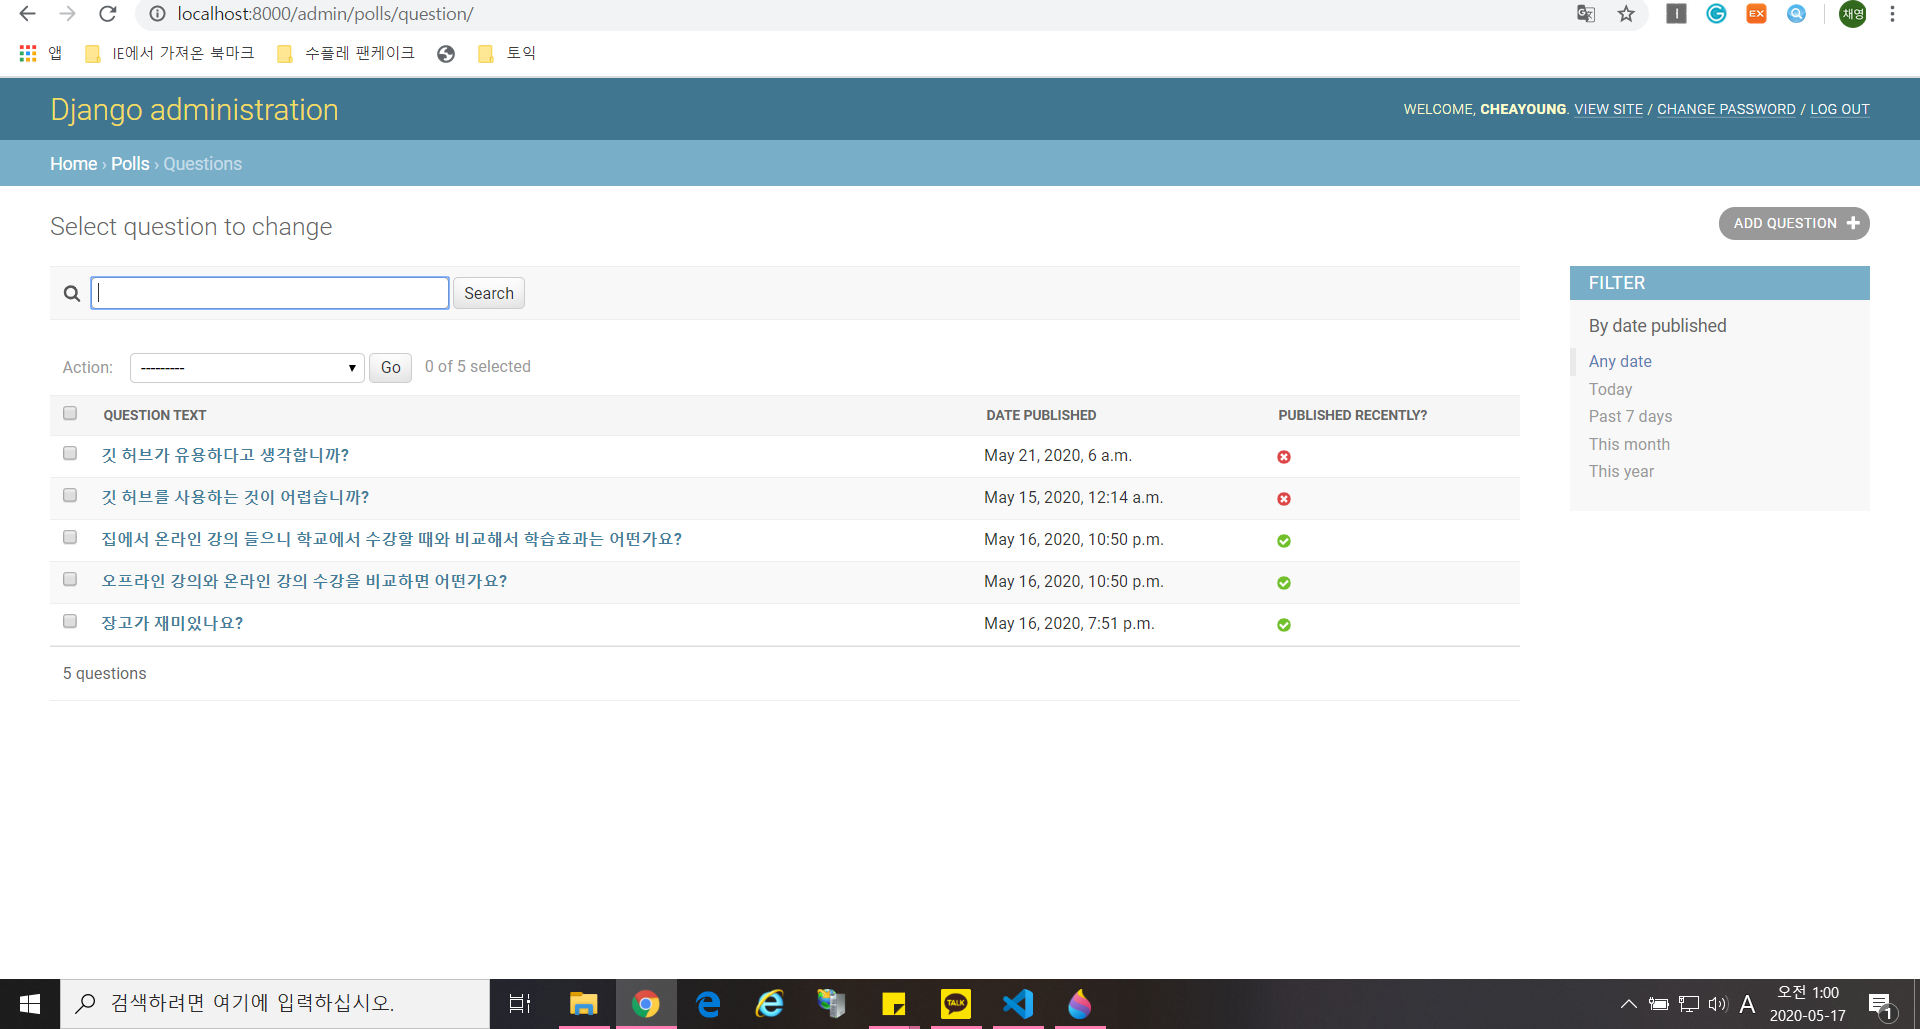 localhost:8000/admin/polls/question/
채영
앱 IE에서 가져온 북마크 수플레 팬케이크 토익
Django administration
WELCOME, CHEAYOUNG. VIEW SITE / CHANGE PASSWORD / LOG OUT
Home › Polls › Questions
Select question to change
ADD QUESTION
Search
FILTER
By date published
Any date
Today
Past 7 days
This month
This year
Action: --------- Go 0 of 5 selected
QUESTION TEXT DATE PUBLISHED PUBLISHED RECENTLY?
깃 허브가 유용하다고 생각합니까? May 21, 2020, 6 a.m.
깃 허브를 사용하는 것이 어렵습니까? May 15, 2020, 12:14 a.m.
집에서 온라인 강의 들으니 학교에서 수강할 때와 비교해서 학습효과는 어떤가요? May 16, 2020, 10:50 p.m.
오프라인 강의와 온라인 강의 수강을 비교하면 어떤가요? May 16, 2020, 10:50 p.m.
장고가 재미있나요? May 16, 2020, 7:51 p.m.
5 questions
검색하려면 여기에 입력하십시오.
TALK
A
오전 1:00
2020-05-17
1